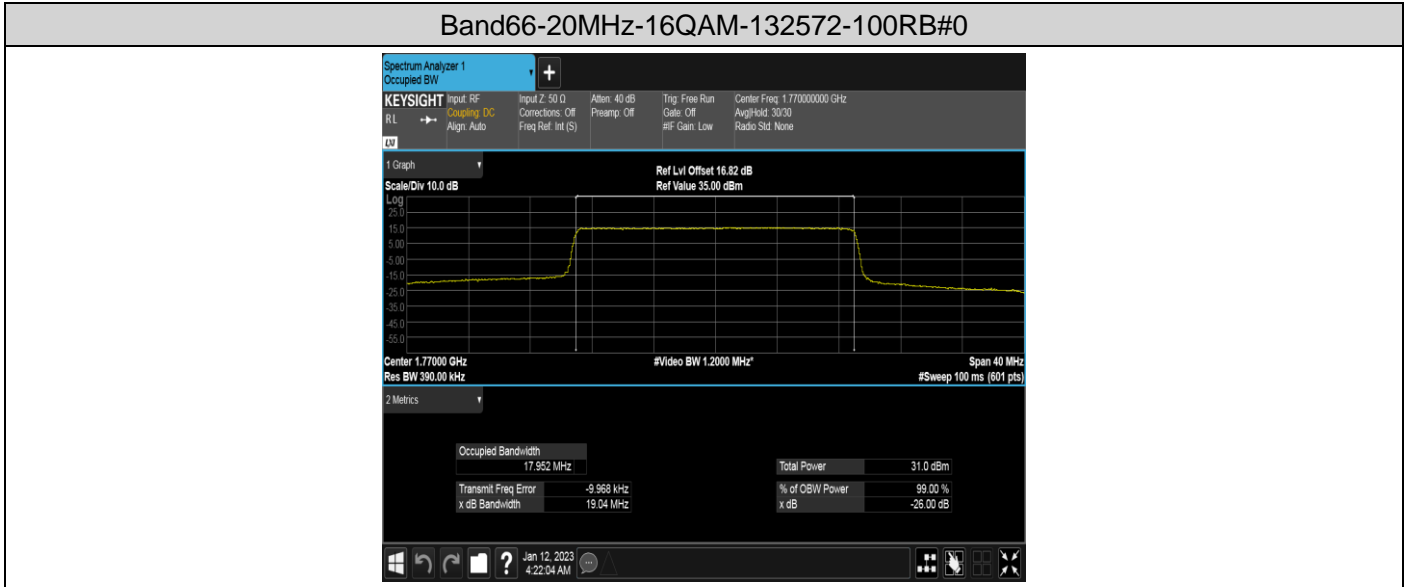 Band66-20MHz-16QAM-132572-100RB#0
Spectrum Analyzer 1
Occupied BW
+
KEYSIGHT Input: RF Input Z: 50 Ω Atten: 40 dB Trig: Free Run Center Freq: 1.770000000 GHz
RL Coupling: DC Corrections: Off Preamp: Off Gate: Off Avg|Hold: 30/30
Align: Auto Freq Ref: Int (S) #IF Gain: Low Radio Std: None
LXI
1 Graph Ref Lvl Offset 16.82 dB
Scale/Div 10.0 dB Ref Value 35.00 dBm
Log
25.0
15.0
5.00
-5.00
-15.0
-25.0
-35.0
-45.0
-55.0
Center 1.77000 GHz #Video BW 1.2000 MHz* Span 40 MHz
Res BW 390.00 kHz #Sweep 100 ms (601 pts)
2 Metrics
Occupied Bandwidth
17.952 MHz Total Power 31.0 dBm
Transmit Freq Error -9.968 kHz % of OBW Power 99.00 %
x dB Bandwidth 19.04 MHz x dB -26.00 dB
? Jan 12, 2023
4:22:04 AM